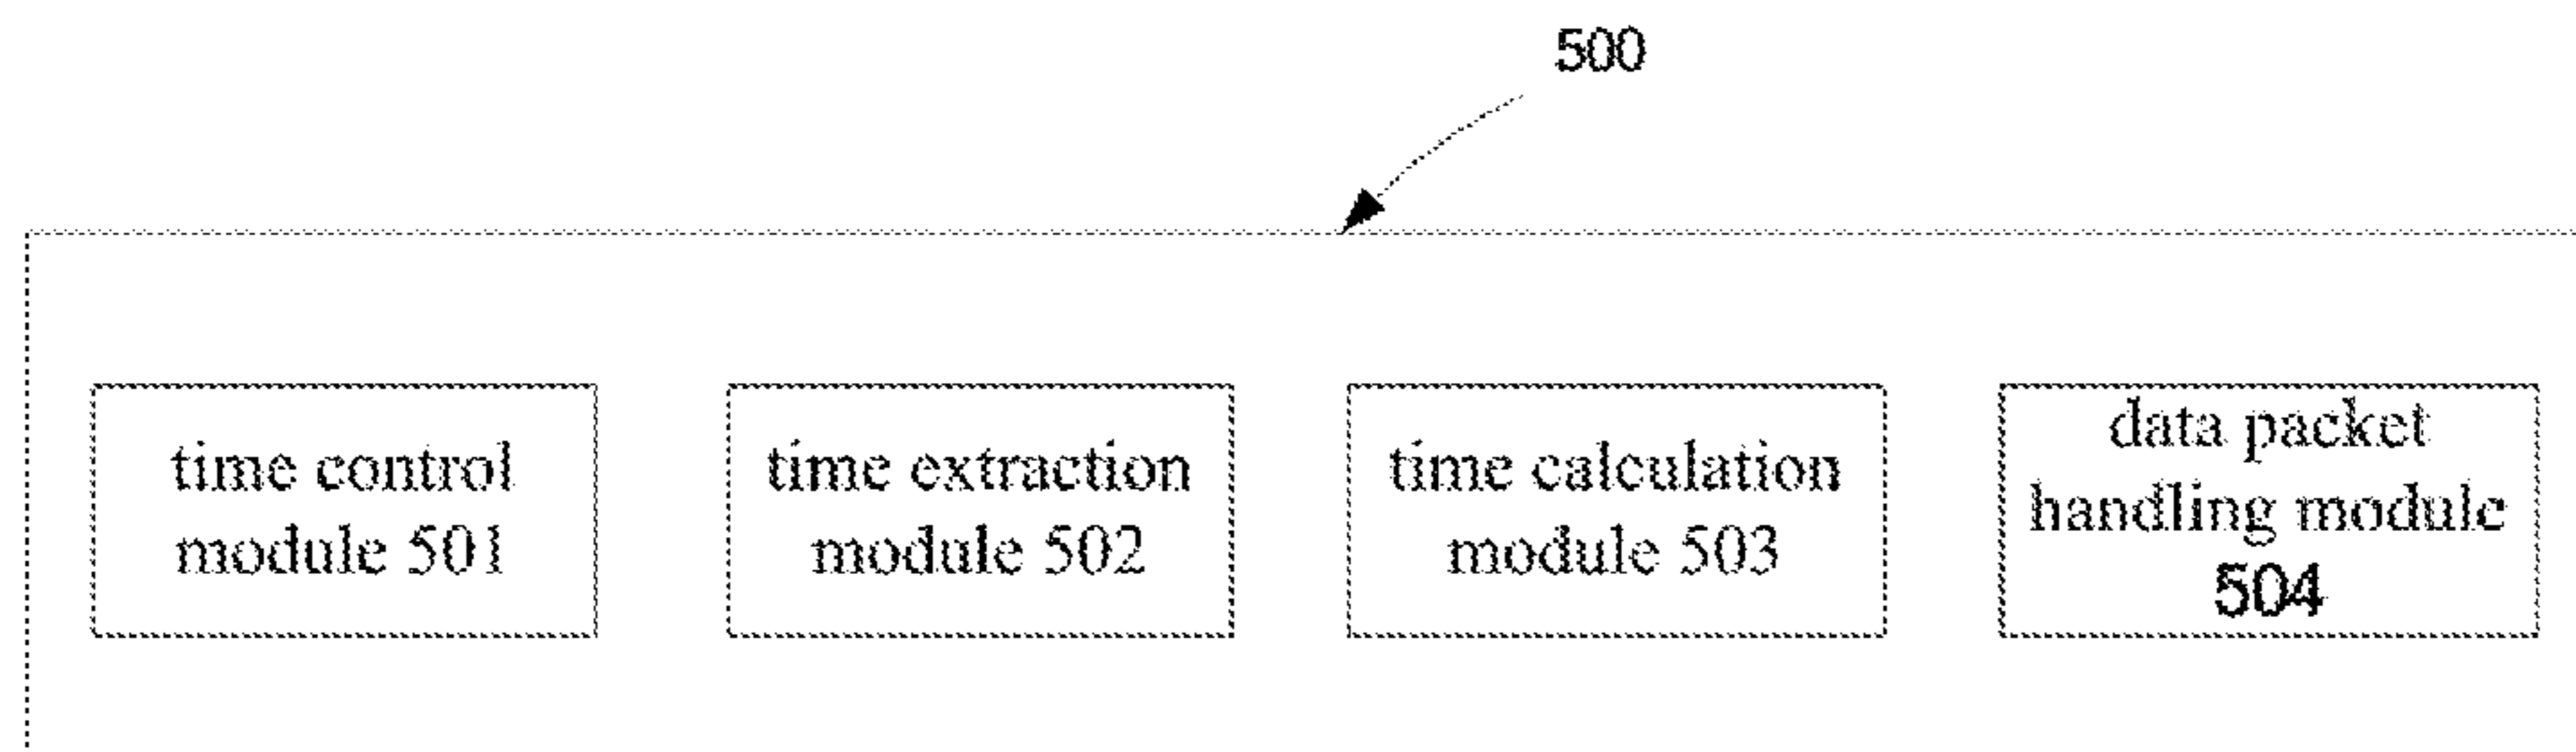 500
time control
module 501
time extraction
module 502
time calculation
module 503
data packet
handling module
504